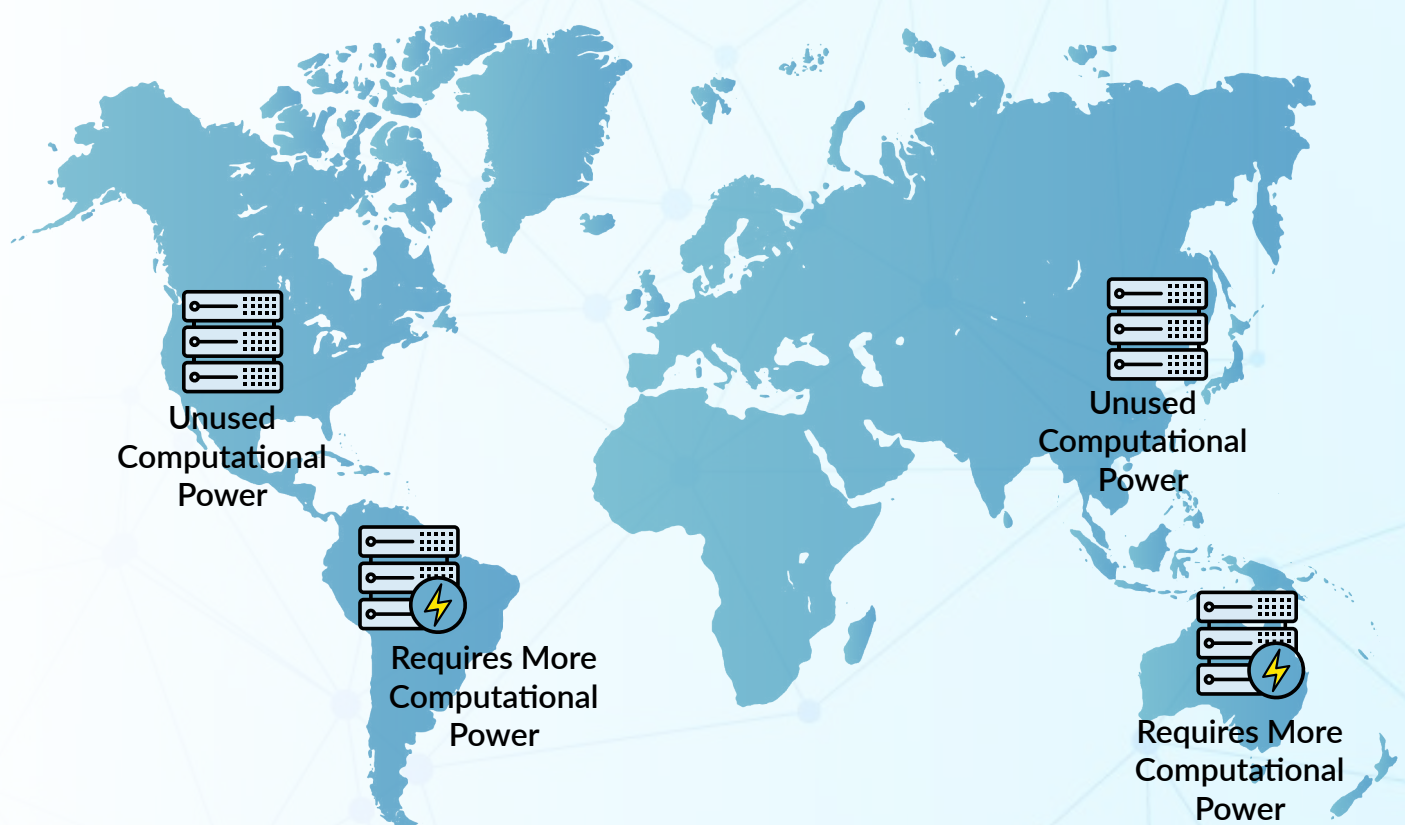 Unused
Computational
Power
Unused
Computational
Power
Requires More
Computational
Power
Requires More
Computational
Power